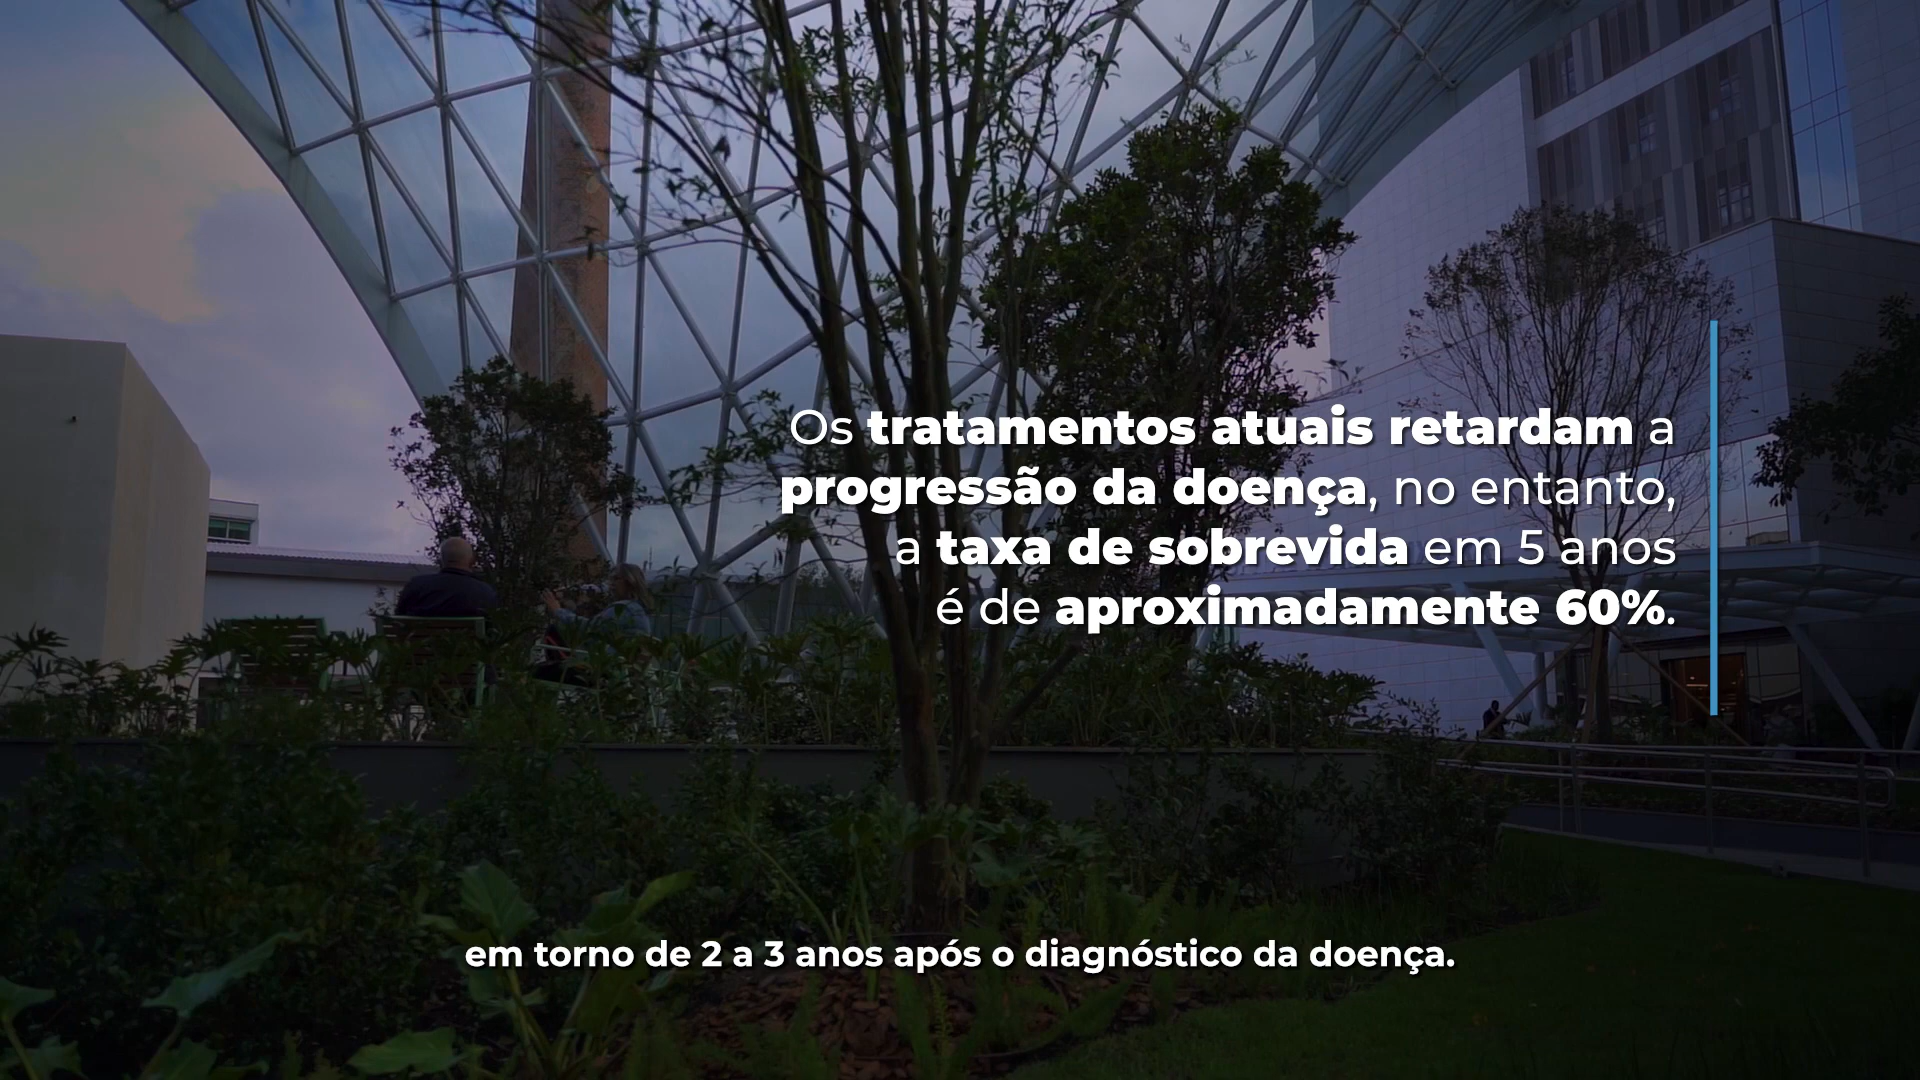 Os tratamentos atuais retardam a
progressão da doença, no entanto,
a taxa de sobrevida em 5 anos
é de aproximadamente 60%.
em torno de 2 a 3 anos após o diagnóstico da doença.